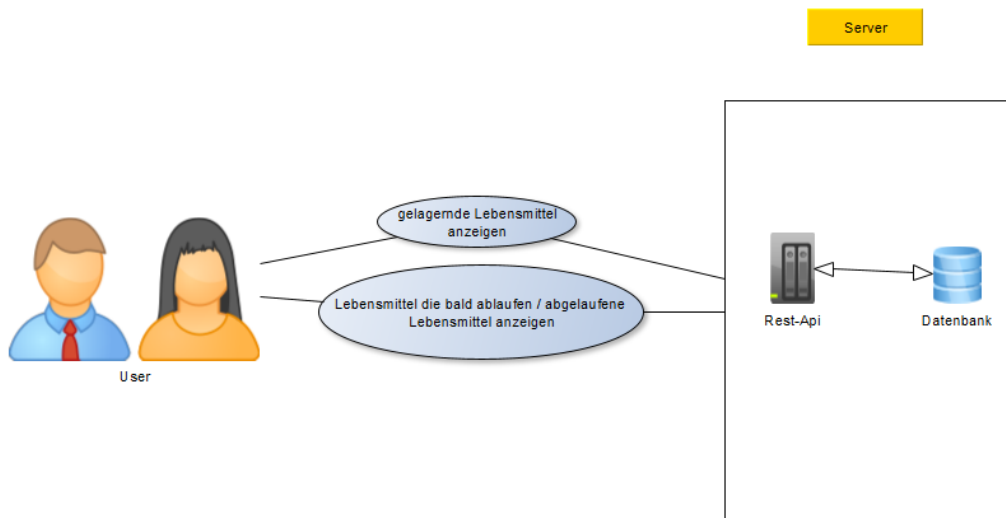 Server
gelagernde Lebensmittel
anzeigen
Lebensmittel die bald ablaufen / abgelaufene
Lebensmittel anzeigen
Rest-Api
Datenbank
User